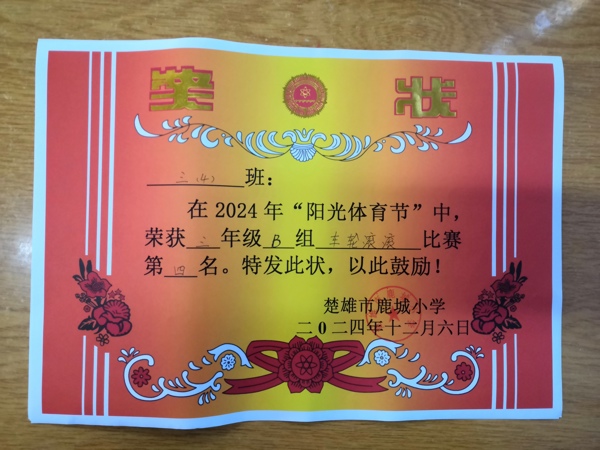 奖 状
三(4)班：
在2024年“阳光体育节”中，
荣获三年级B组车轮滚滚比赛
第四名。特发此状，以此鼓励！
楚雄市鹿城小学
二0二四年十二月六日